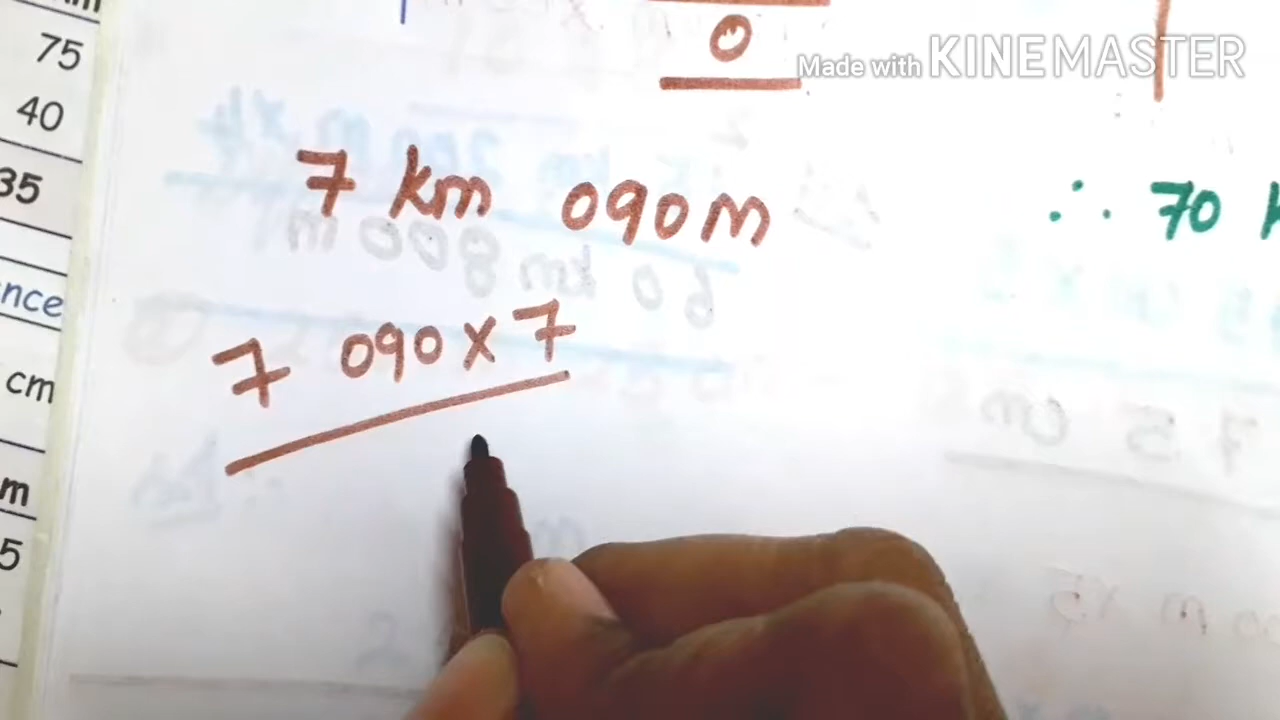 75
40
35
nce
cm
m
5
0
Made with KINEMASTER
7 km 090 m
∴ 70
7 090 x 7